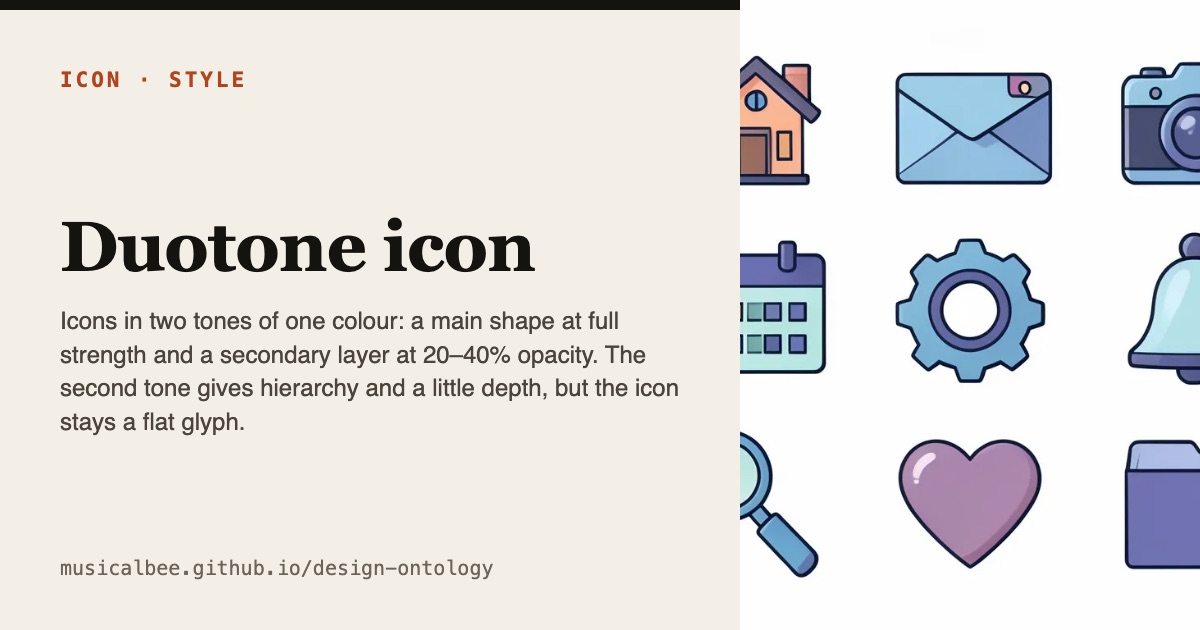 ICON · STYLE
Duotone icon
Icons in two tones of one colour: a main shape at full
strength and a secondary layer at 20–40% opacity. The
second tone gives hierarchy and a little depth, but the icon
stays a flat glyph.
musicalbee.github.io/design-ontology